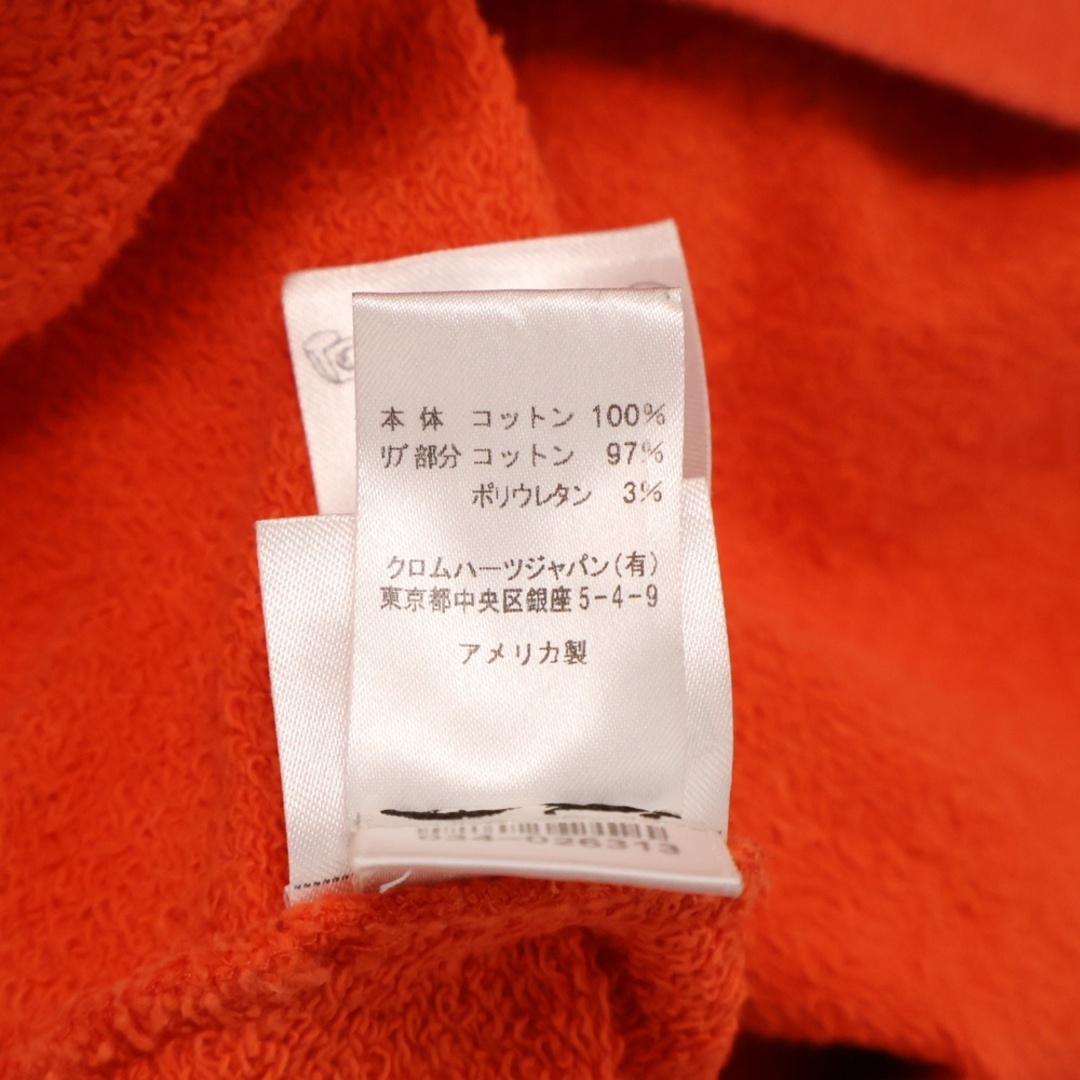 本体 コットン 100%
リブ部分 コットン 97%
ポリウレタン 3%
クロムハーツジャパン(有)
東京都中央区銀座5-4-9
アメリカ製
034-026313